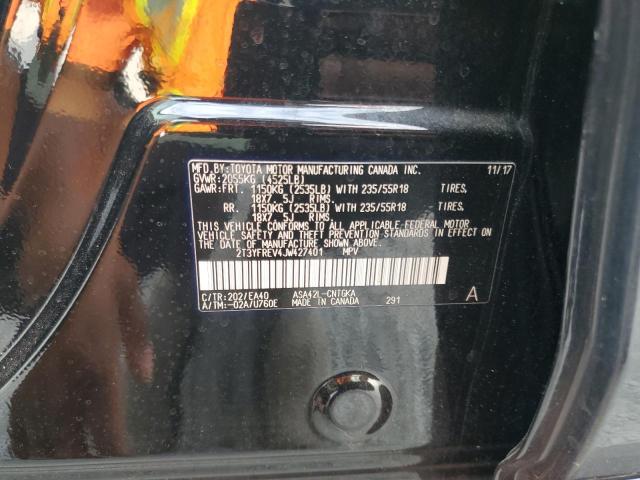 MFD.BY:TOYOTA MOTOR MANUFACTURING CANADA INC. 11/17
GVWR:2055KG (4525LB)
GAWR:FRT. 1150KG (2535LB) WITH 235/55R18 TIRES,
18X7.5J RIMS.
RR. 1150KG (2535LB) WITH 235/55R18 TIRES,
18X7.5J RIMS.
THIS VEHICLE CONFORMS TO ALL APPLICABLE FEDERAL MOTOR
VEHICLE SAFETY AND THEFT PREVENTION STANDARDS IN EFFECT
ON THE DATE OF MANUFACTURE SHOWN ABOVE.
2T3YFREV4JW427401 MPV
C/TR:202/EA40 ASA42L-CNTGKA
A/TM:-02A/U760E MADE IN CANADA 291 A